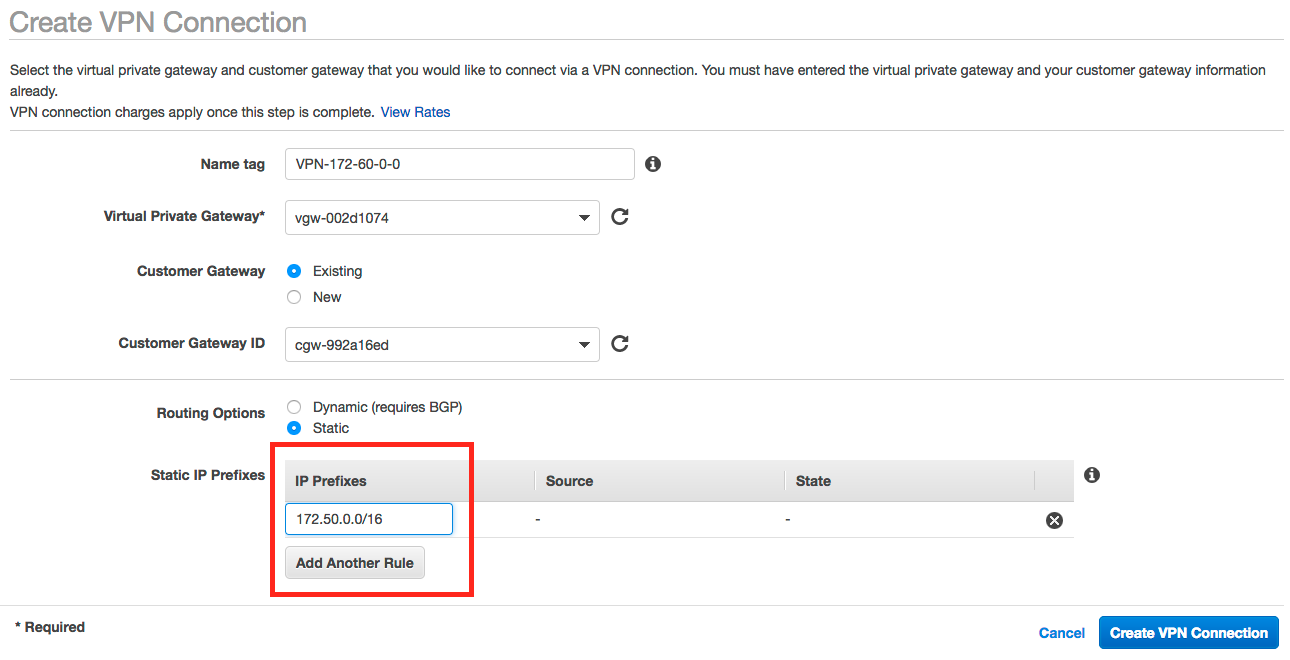 Create VPN Connection
Select the virtual private gateway and customer gateway that you would like to connect via a VPN connection. You must have entered the virtual private gateway and your customer gateway information
already.
VPN connection charges apply once this step is complete. View Rates
Name tag VPN-172-60-0-0
Virtual Private Gateway* vgw-002d1074
Customer Gateway Existing
New
Customer Gateway ID cgw-992a16ed
Routing Options Dynamic (requires BGP)
Static
Static IP Prefixes IP Prefixes Source State
172.50.0.0/16 - -
Add Another Rule
* Required Cancel Create VPN Connection